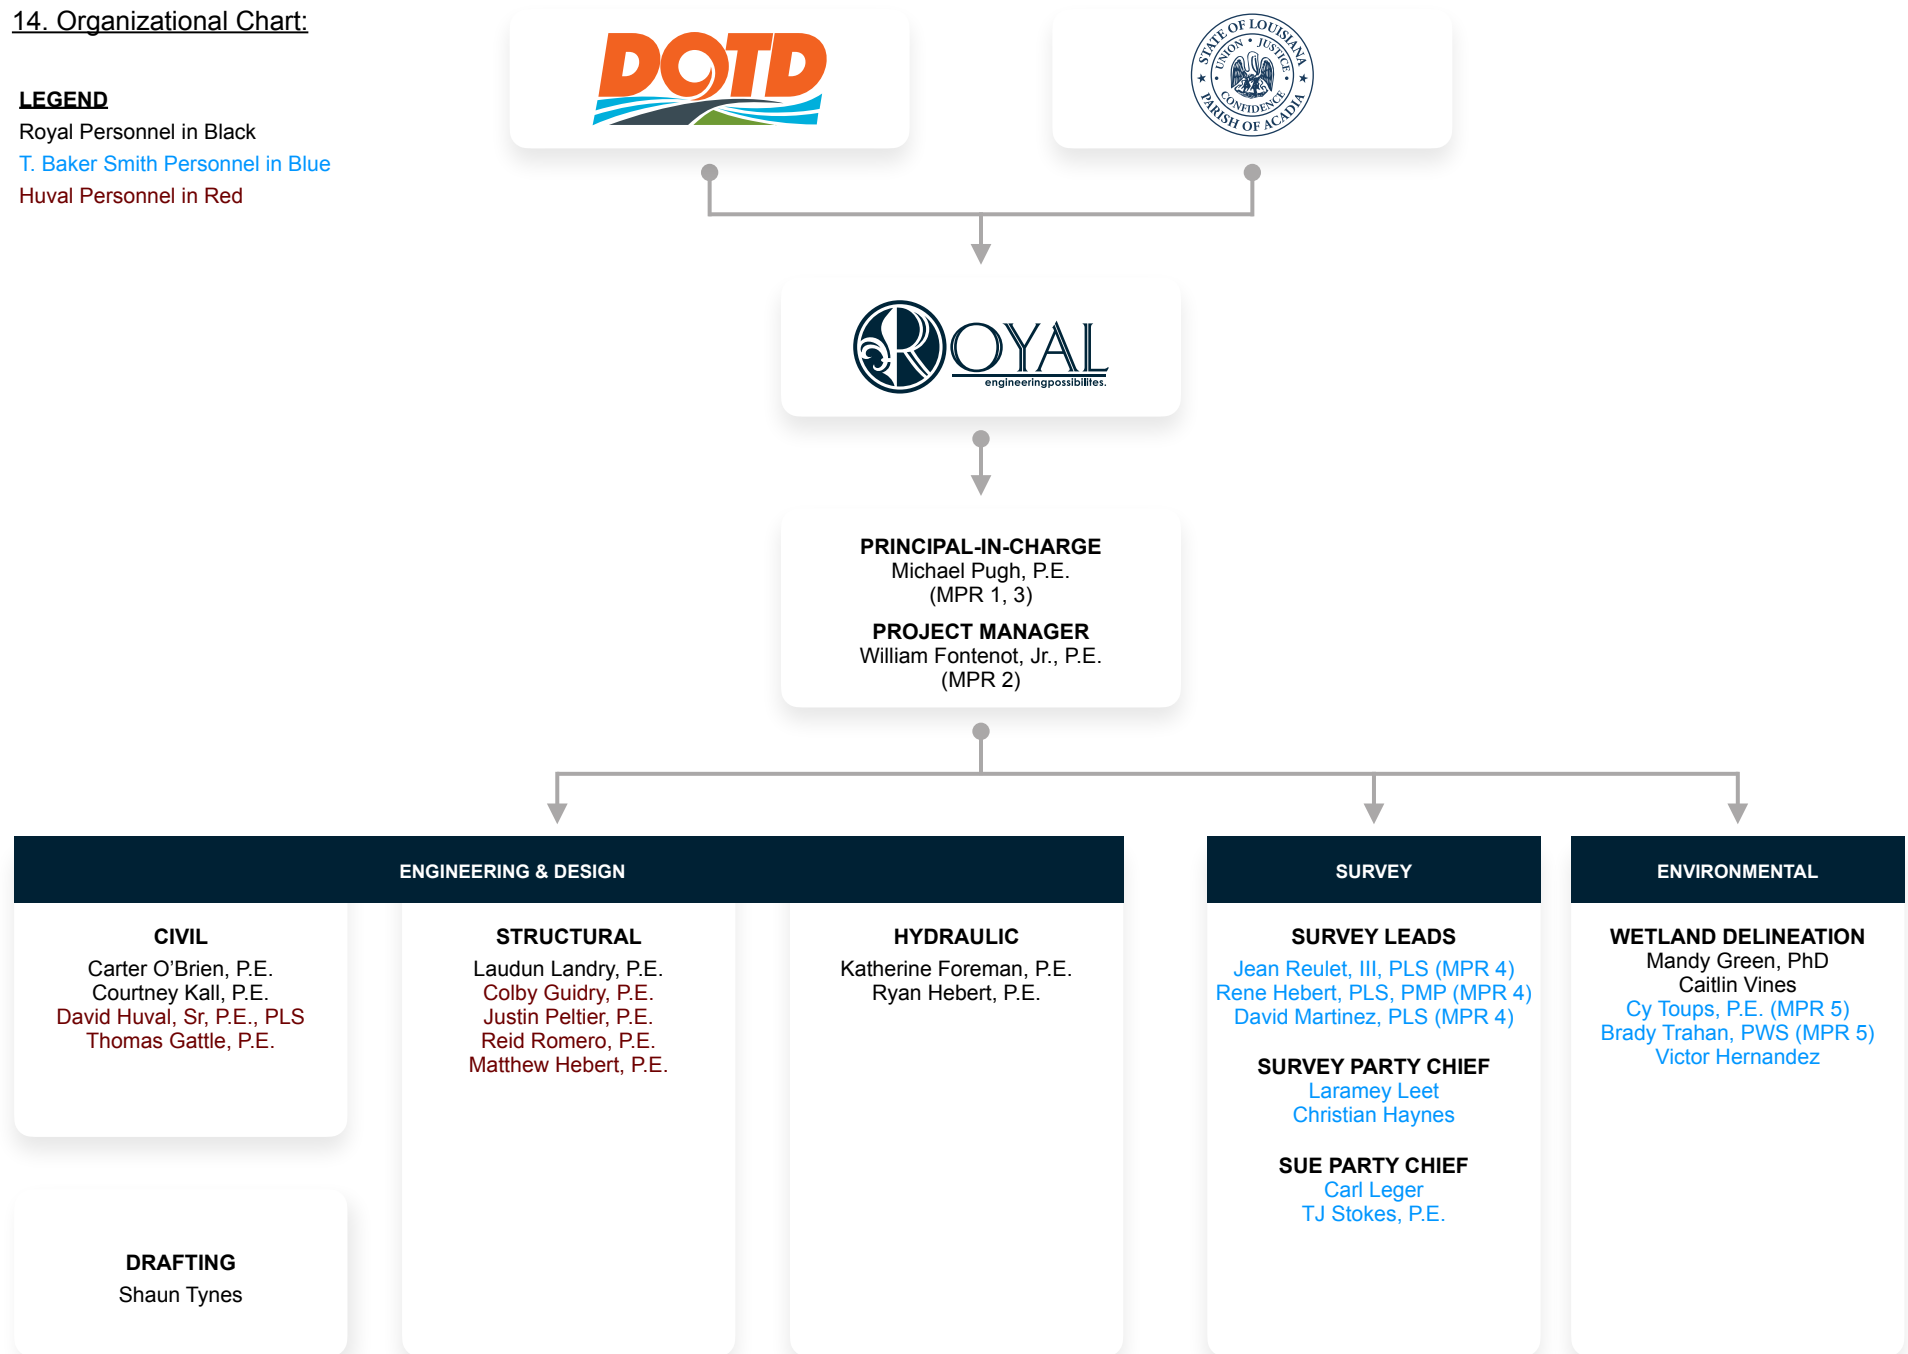 14. Organizational Chart:
LEGEND
Royal Personnel in Black
T. Baker Smith Personnel in Blue
Huval Personnel in Red
DOTD
STATE OF LOUISIANA
UNION • JUSTICE
CONFIDENCE
PARISH OF ACADIA
ROYAL
engineeringpossibilites.
PRINCIPAL-IN-CHARGE
Michael Pugh, P.E.
(MPR 1, 3)
PROJECT MANAGER
William Fontenot, Jr., P.E.
(MPR 2)
ENGINEERING & DESIGN
CIVIL
Carter O’Brien, P.E.
Courtney Kall, P.E.
David Huval, Sr, P.E., PLS
Thomas Gattle, P.E.
DRAFTING
Shaun Tynes
STRUCTURAL
Laudun Landry, P.E.
Colby Guidry, P.E.
Justin Peltier, P.E.
Reid Romero, P.E.
Matthew Hebert, P.E.
HYDRAULIC
Katherine Foreman, P.E.
Ryan Hebert, P.E.
SURVEY
SURVEY LEADS
Jean Reulet, III, PLS (MPR 4)
Rene Hebert, PLS, PMP (MPR 4)
David Martinez, PLS (MPR 4)
SURVEY PARTY CHIEF
Laramey Leet
Christian Haynes
SUE PARTY CHIEF
Carl Leger
TJ Stokes, P.E.
ENVIRONMENTAL
WETLAND DELINEATION
Mandy Green, PhD
Caitlin Vines
Cy Toups, P.E. (MPR 5)
Brady Trahan, PWS (MPR 5)
Victor Hernandez